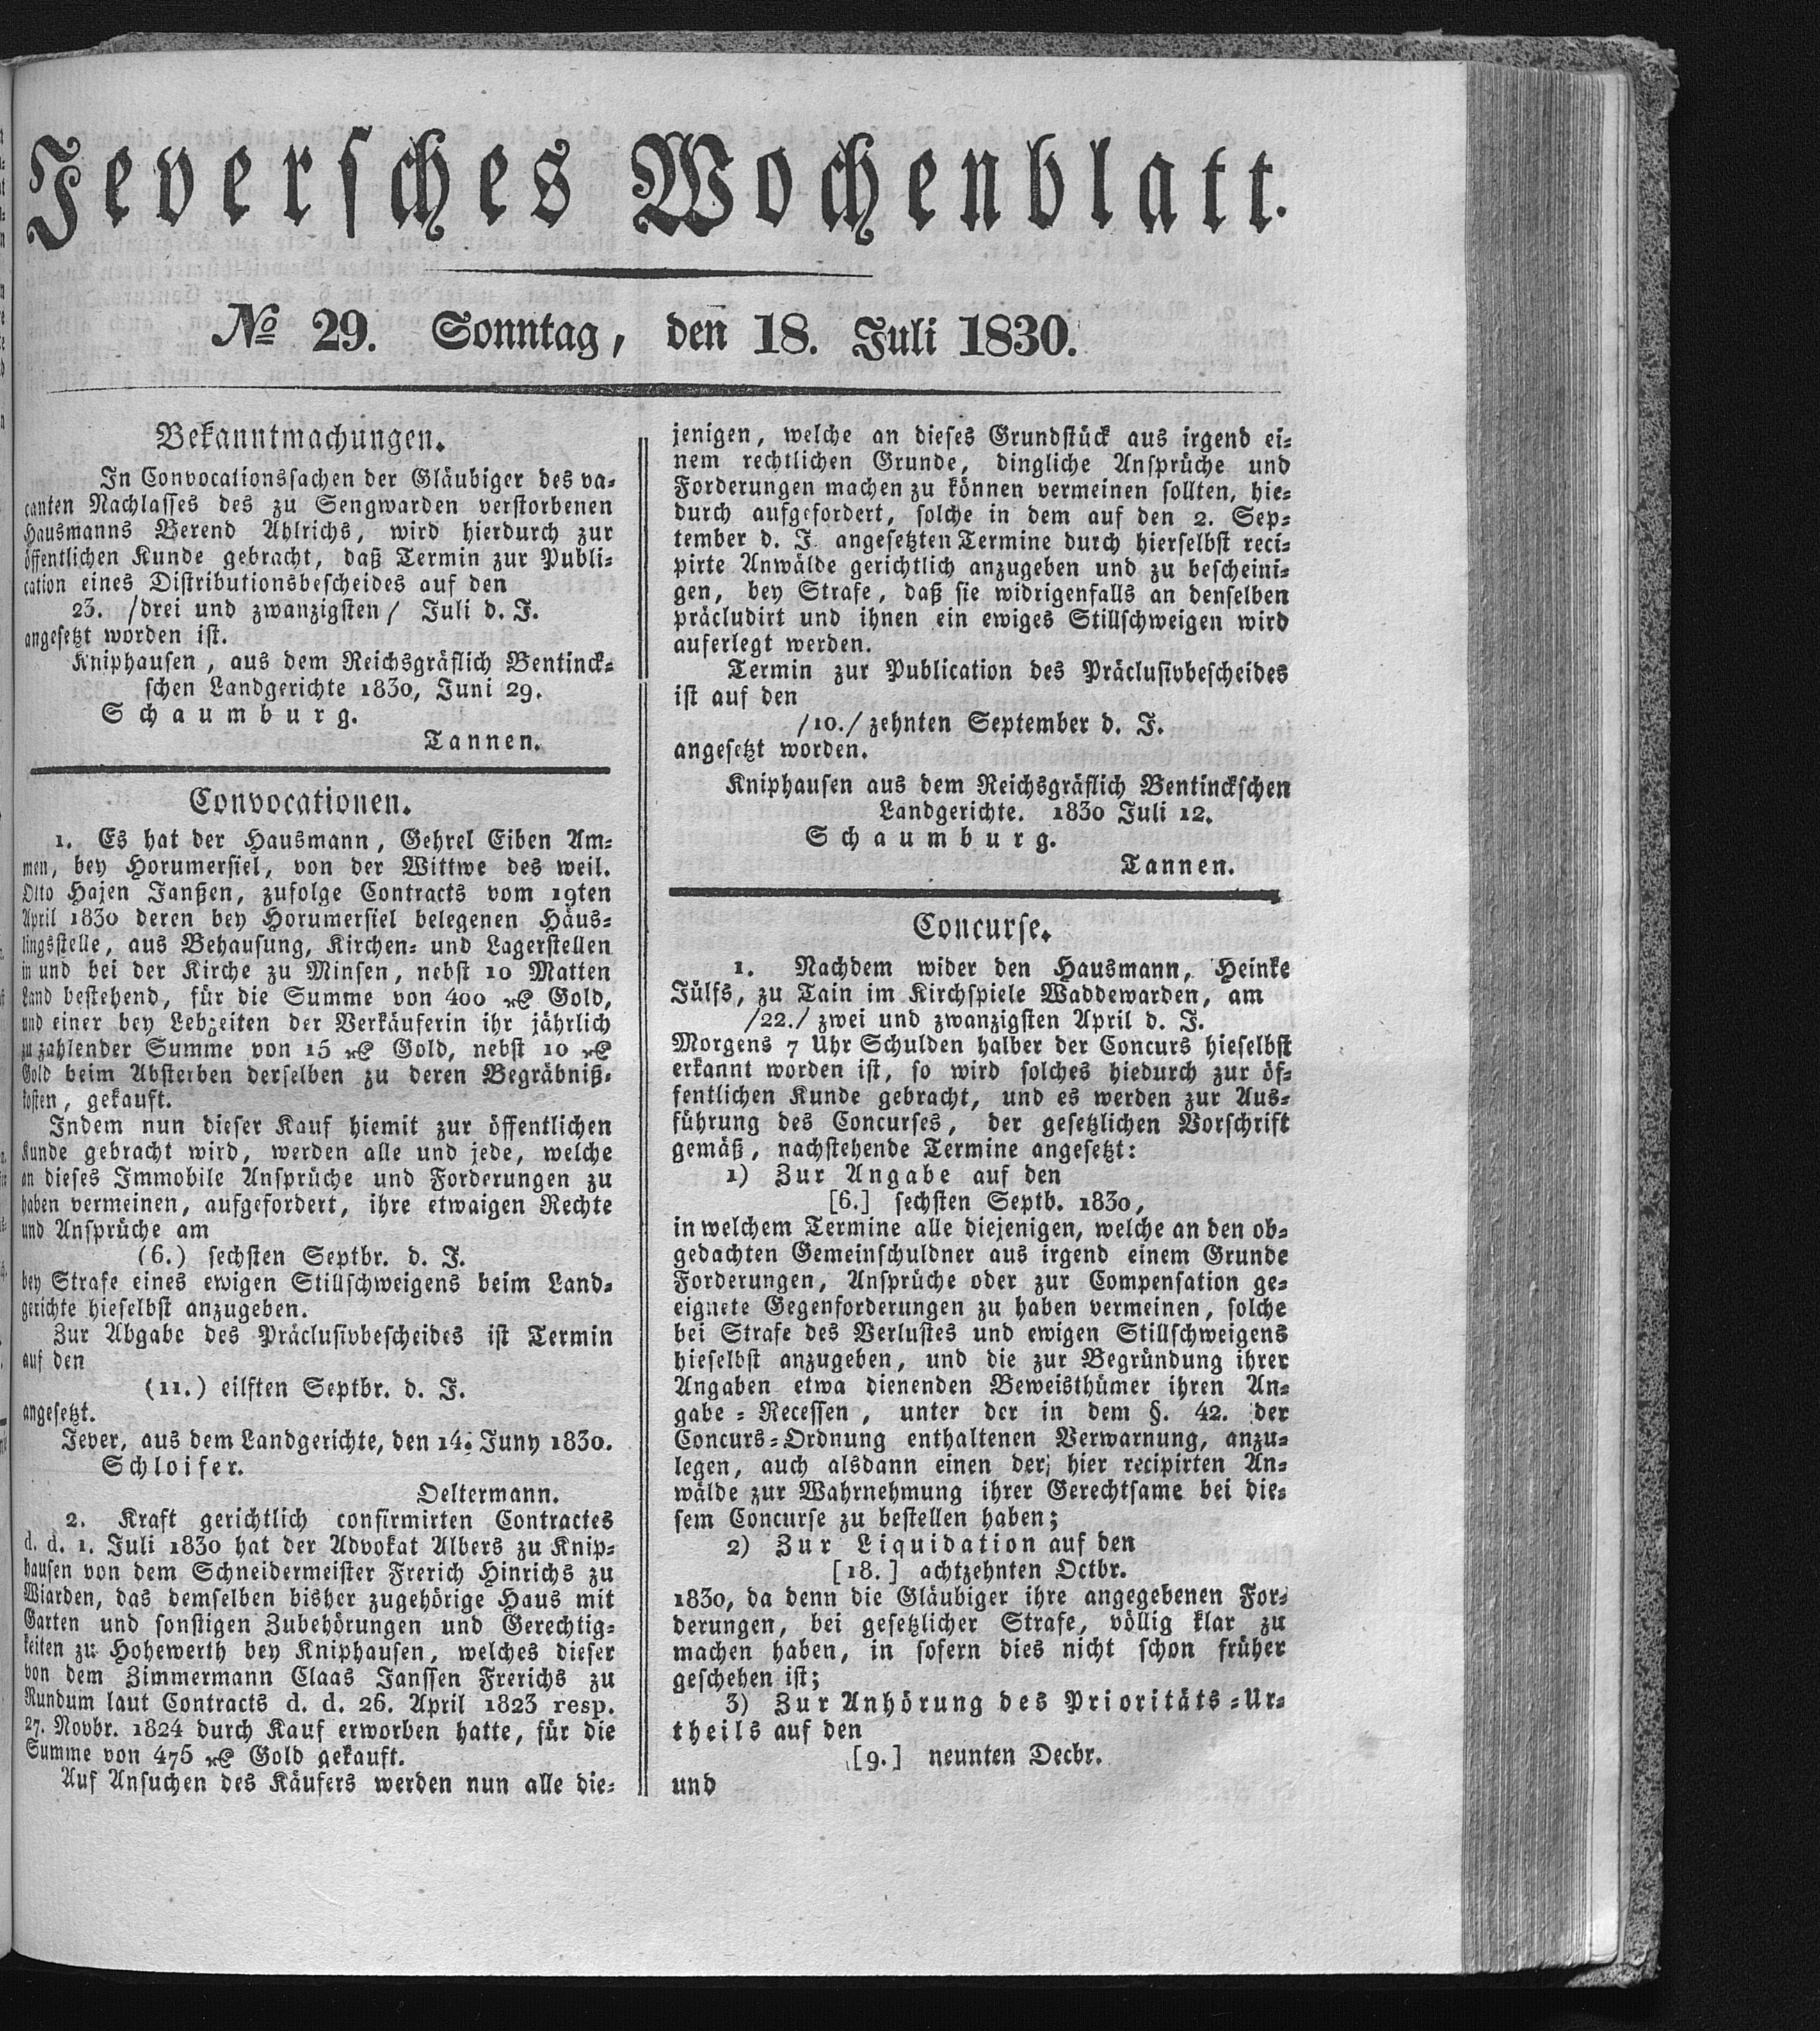 Jeversches Wochenblatt.
No 29. Sonntag, den 18. Juli 1830.
Bekanntmachungen.
In Convocationssachen der Gläubiger des va-
canten Nachlasses des zu Sengwarden verstorbenen
Hausmanns Berend Ahlrichs, wird hierdurch zur
öffentlichen Kunde gebracht, daß Termin zur Publi-
cation eines Distributionsbescheides auf den
23. /drei und zwanzigsten/ Juli d. J.
angesetzt worden ist.
Kniphausen, aus dem Reichsgräflich Bentinck-
schen Landgerichte 1830, Juni 29.
Schaumburg.
Tannen.
Convocationen.
1. Es hat der Hausmann, Gehrel Eiben Am-
men, bey Horumersiel, von der Wittwe des weil.
Otto Hajen Janßen, zufolge Contracts vom 19ten
April 1830 deren bey Horumersiel belegenen Häus-
lingsstelle, aus Behausung, Kirchen- und Lagerstellen
in und bei der Kirche zu Minsen, nebst 10 Matten
Land bestehend, für die Summe von 400 rC Gold,
und einer bey Lebzeiten der Verkäuferin ihr jährlich
zu zahlender Summe von 15 rC Gold, nebst 10 rC
Gold beim Absterben derselben zu deren Begräbniß-
kosten, gekauft.
Indem nun dieser Kauf hiemit zur öffentlichen
Kunde gebracht wird, werden alle und jede, welche
an dieses Immobile Ansprüche und Forderungen zu
haben vermeinen, aufgefordert, ihre etwaigen Rechte
und Ansprüche am
(6.) sechsten Septbr. d. J.
bey Strafe eines ewigen Stillschweigens beim Land-
gerichte hieselbst anzugeben.
Zur Abgabe des Präclusivbescheides ist Termin
auf den
(11.) eilften Septbr. d. J.
angesetzt.
Jever, aus dem Landgerichte, den 14. Juny 1830.
Schloifer.
Oeltermann.
2. Kraft gerichtlich confirmirten Contractes
d. d. 1. Juli 1830 hat der Advokat Albers zu Knip-
hausen von dem Schneidermeister Frerich Hinrichs zu
Wiarden, das demselben bisher zugehörige Haus mit
Garten und sonstigen Zubehörungen und Gerechtig-
keiten zu Hohewerth bey Kniphausen, welches dieser
von dem Zimmermann Claas Janssen Frerichs zu
Rundum laut Contracts d. d. 26. April 1823 resp.
27. Novbr. 1824 durch Kauf erworben hatte, für die
Summe von 475 rC Gold gekauft.
Auf Ansuchen des Käufers werden nun alle die-
jenigen, welche an dieses Grundstück aus irgend ei-
nem rechtlichen Grunde, dingliche Ansprüche und
Forderungen machen zu können vermeinen sollten, hie-
durch aufgefordert, solche in dem auf den 2. Sep-
tember d. J. angesetzten Termine durch hierselbst reci-
pirte Anwälde gerichtlich anzugeben und zu bescheini-
gen, bey Strafe, daß sie widrigenfalls an denselben
präcludirt und ihnen ein ewiges Stillschweigen wird
auferlegt werden.
Termin zur Publication des Präclusivbescheides
ist auf den
/10./ zehnten September d. J.
angesetzt worden.
Kniphausen aus dem Reichsgräflich Bentinckschen
Landgerichte. 1830 Juli 12.
Schaumburg.
Tannen.
Concurse.
1. Nachdem wider den Hausmann, Heinke
Jülfs, zu Tain im Kirchspiele Waddewarden, am
/22./ zwei und zwanzigsten April d. J.
Morgens 7 Uhr Schulden halber der Concurs hieselbst
erkannt worden ist, so wird solches hiedurch zur öf-
fentlichen Kunde gebracht, und es werden zur Aus-
führung des Concurses, der gesetzlichen Vorschrift
gemäß, nachstehende Termine angesetzt:
1) Zur Angabe auf den
[6.] sechsten Septb. 1830,
in welchem Termine alle diejenigen, welche an den ob-
gedachten Gemeinschuldner aus irgend einem Grunde
Forderungen, Ansprüche oder zur Compensation ge-
eignete Gegenforderungen zu haben vermeinen, solche
bei Strafe des Verlustes und ewigen Stillschweigens
hieselbst anzugeben, und die zur Begründung ihrer
Angaben etwa dienenden Beweisthümer ihren An-
gabe-Recessen, unter der in dem §. 42. der
Concurs-Ordnung enthaltenen Verwarnung, anzu-
legen, auch alsdann einen der hier recipirten An-
wälde zur Wahrnehmung ihrer Gerechtsame bei die-
sem Concurse zu bestellen haben;
2) Zur Liquidation auf den
[18.] achtzehnten Octbr.
1830, da denn die Gläubiger ihre angegebenen For-
derungen, bei gesetzlicher Strafe, völlig klar zu
machen haben, in sofern dies nicht schon früher
geschehen ist;
3) Zur Anhörung des Prioritäts-Ur-
theils auf den
[9.] neunten Decbr.
und